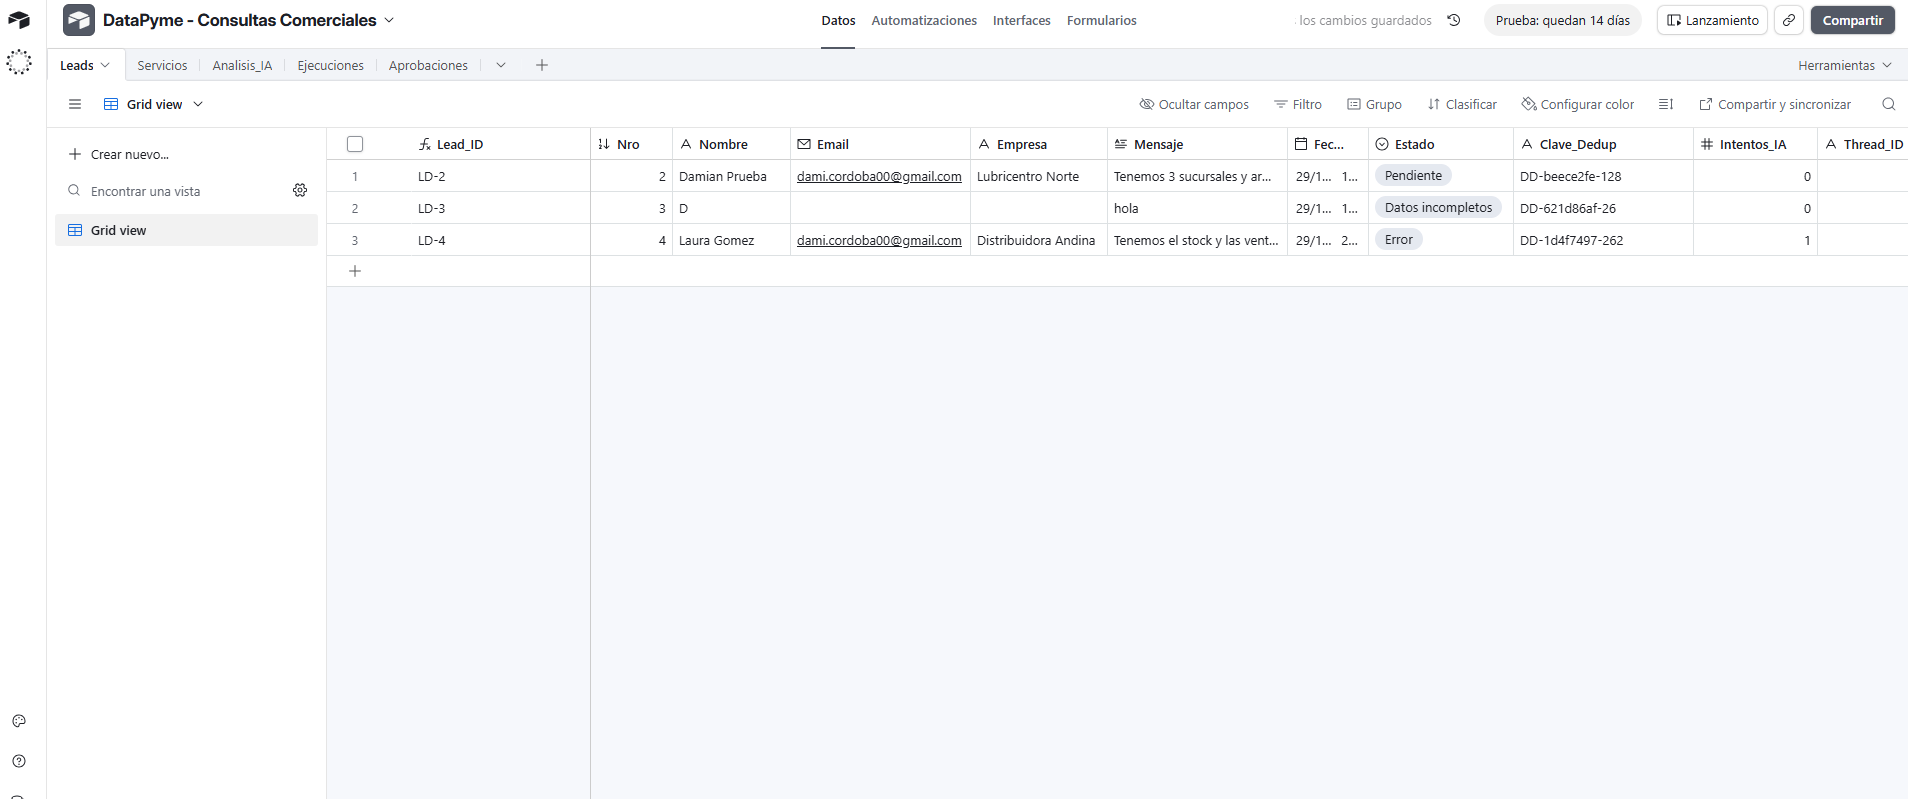 DataPyme - Consultas Comerciales
Datos
Automatizaciones
Interfaces
Formularios
los cambios guardados
Prueba: quedan 14 días
Lanzamiento
Compartir
Leads
Servicios
Analisis_IA
Ejecuciones
Aprobaciones
Herramientas
Grid view
Ocultar campos
Filtro
Grupo
Clasificar
Configurar color
Compartir y sincronizar
Crear nuevo...
Encontrar una vista
Grid view
Lead_ID Nro Nombre Email Empresa Mensaje Fec... Estado Clave_Dedup Intentos_IA Thread_ID
1 LD-2 2 Damian Prueba dami.cordoba00@gmail.com Lubricentro Norte Tenemos 3 sucursales y ar... 29/1... 1... Pendiente DD-beece2fe-128 0
2 LD-3 3 D hola 29/1... 1... Datos incompletos DD-621d86af-26 0
3 LD-4 4 Laura Gomez dami.cordoba00@gmail.com Distribuidora Andina Tenemos el stock y las vent... 29/1... 2... Error DD-1d4f7497-262 1